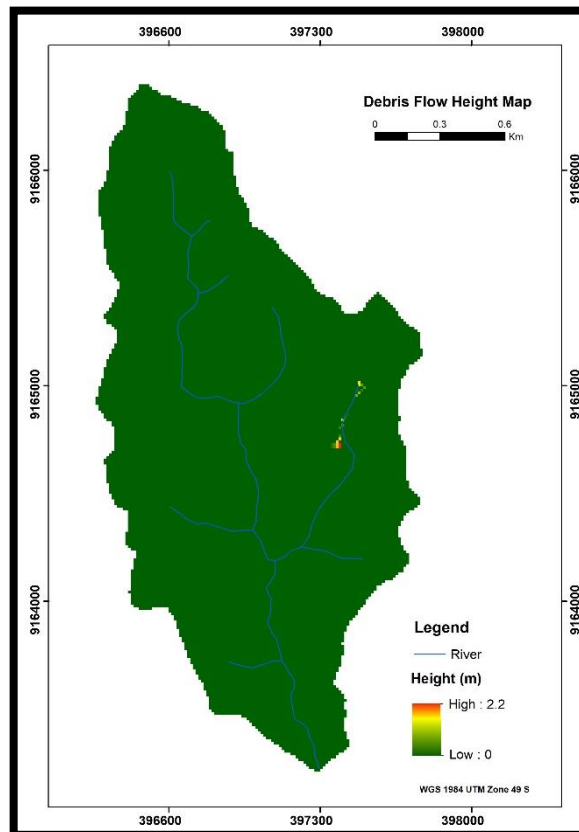 396600 397300 398000
Debris Flow Height Map
0 0.3 0.6
Km
9166000 9166000
9165000 9165000
9164000 9164000
Legend
River
Height (m)
High : 2.2
Low : 0
WGS 1984 UTM Zone 49 S
396600 397300 398000